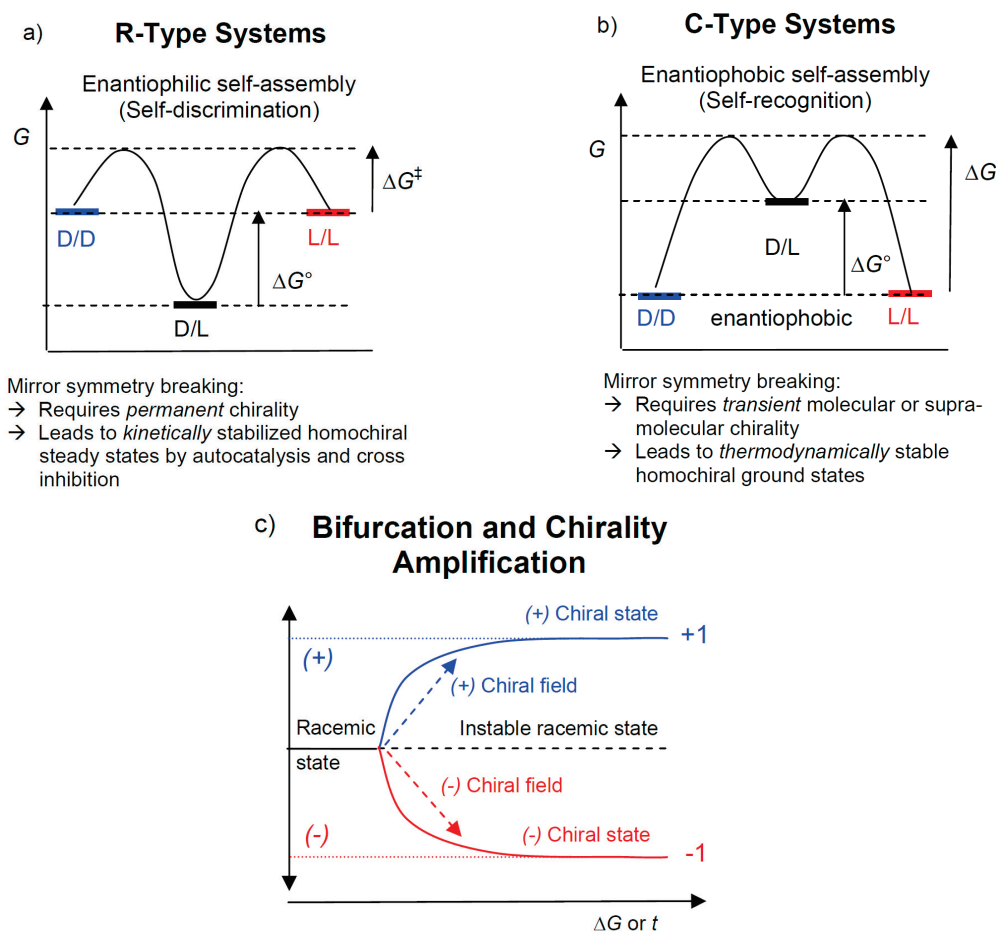 a)
R-Type Systems
Enantiophilic self-assembly
(Self-discrimination)
G
ΔG‡
D/D
L/L
ΔG°
D/L
Mirror symmetry breaking:
→ Requires permanent chirality
→ Leads to kinetically stabilized homochiral
steady states by autocatalysis and cross
inhibition
b)
C-Type Systems
Enantiophobic self-assembly
(Self-recognition)
G
ΔG
D/L
ΔG°
D/D
enantiophobic
L/L
Mirror symmetry breaking:
→ Requires transient molecular or supra-
molecular chirality
→ Leads to thermodynamically stable
homochiral ground states
c)
Bifurcation and Chirality
Amplification
(+) Chiral state
+1
(+)
(+) Chiral field
Racemic
state
Instable racemic state
(-) Chiral field
(-)
(-) Chiral state
-1
ΔG or t